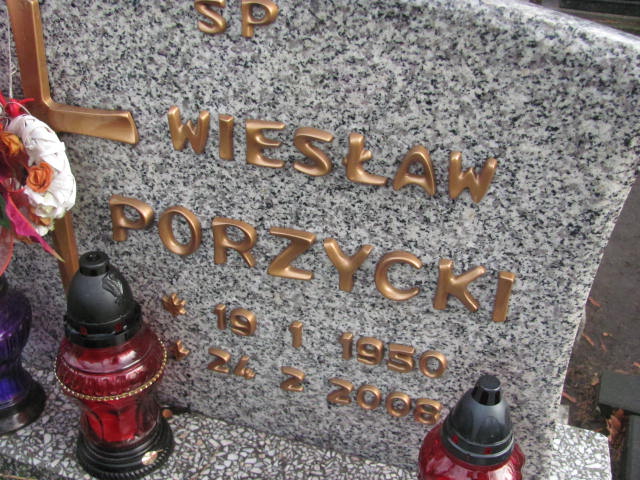 SP
WIESŁAW
PORZYCKI
* 19 1 1950
24 2 2008